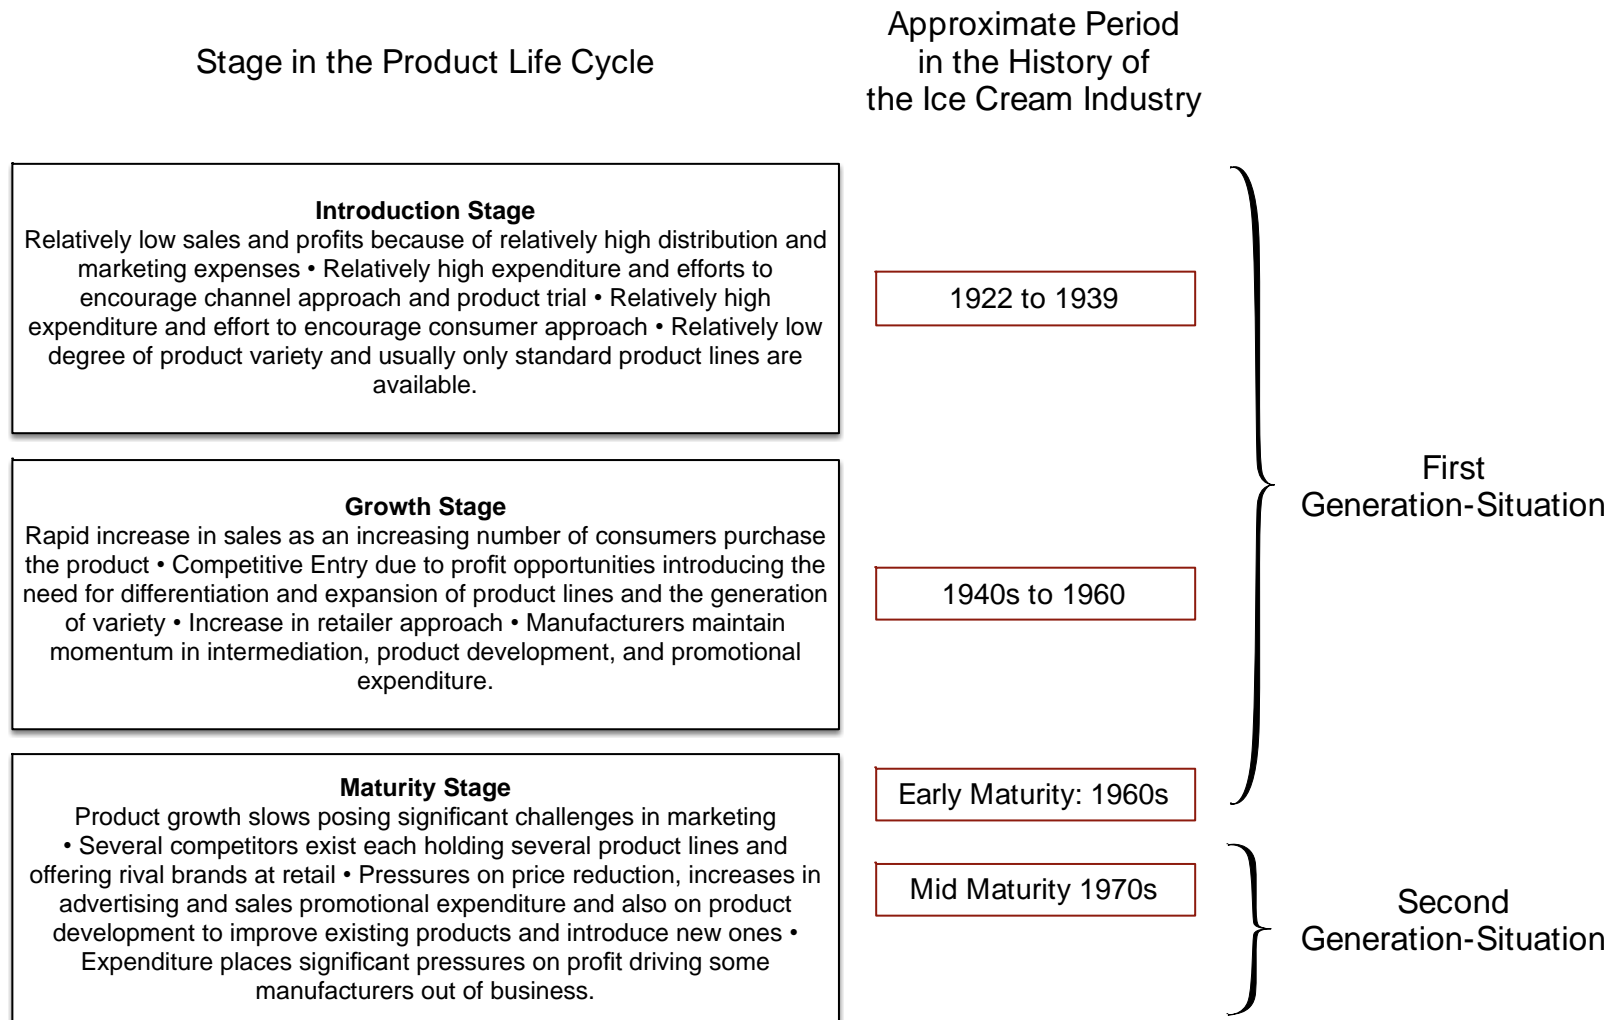 Stage in the Product Life Cycle
Approximate Period
in the History of
the Ice Cream Industry
Introduction Stage
Relatively low sales and profits because of relatively high distribution and
marketing expenses • Relatively high expenditure and efforts to
encourage channel approach and product trial • Relatively high
expenditure and effort to encourage consumer approach • Relatively low
degree of product variety and usually only standard product lines are
available.
1922 to 1939
Growth Stage
Rapid increase in sales as an increasing number of consumers purchase
the product • Competitive Entry due to profit opportunities introducing the
need for differentiation and expansion of product lines and the generation
of variety • Increase in retailer approach • Manufacturers maintain
momentum in intermediation, product development, and promotional
expenditure.
1940s to 1960
First
Generation-Situation
Maturity Stage
Product growth slows posing significant challenges in marketing
• Several competitors exist each holding several product lines and
offering rival brands at retail • Pressures on price reduction, increases in
advertising and sales promotional expenditure and also on product
development to improve existing products and introduce new ones •
Expenditure places significant pressures on profit driving some
manufacturers out of business.
Early Maturity: 1960s
Mid Maturity 1970s
Second
Generation-Situation